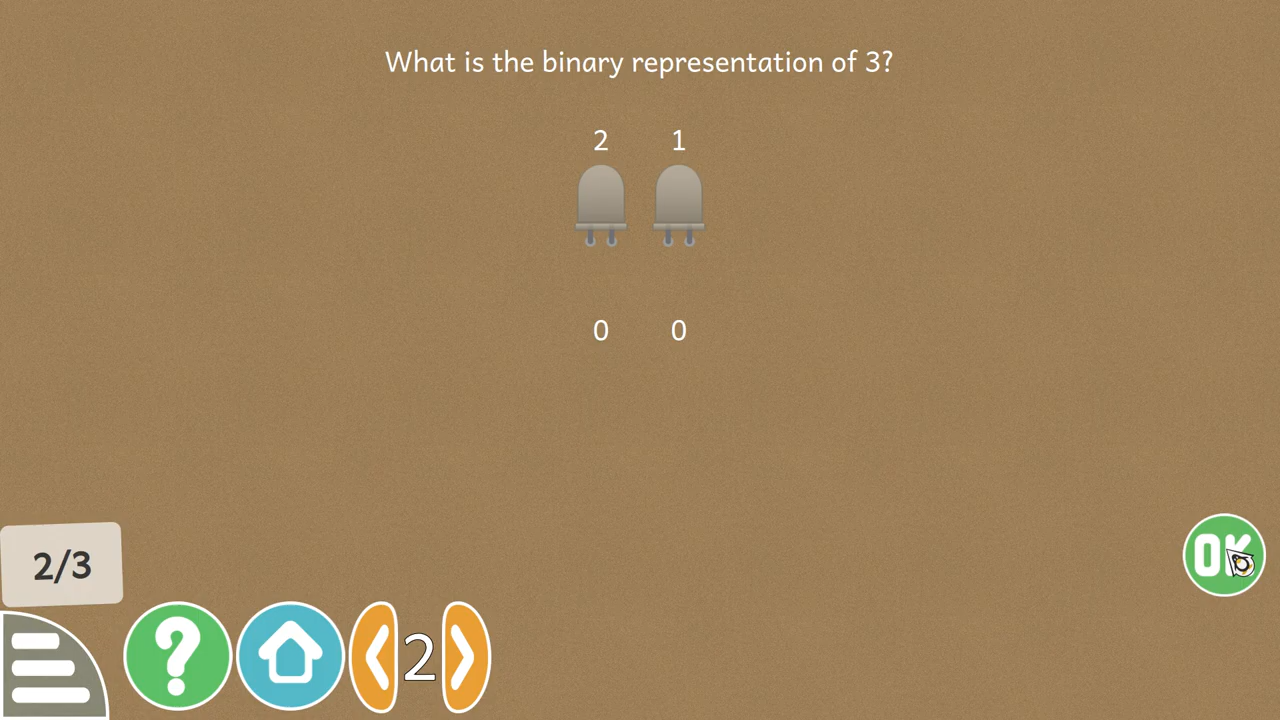 What is the binary representation of 3?
2 1
0 0
OK
2/3
? 2